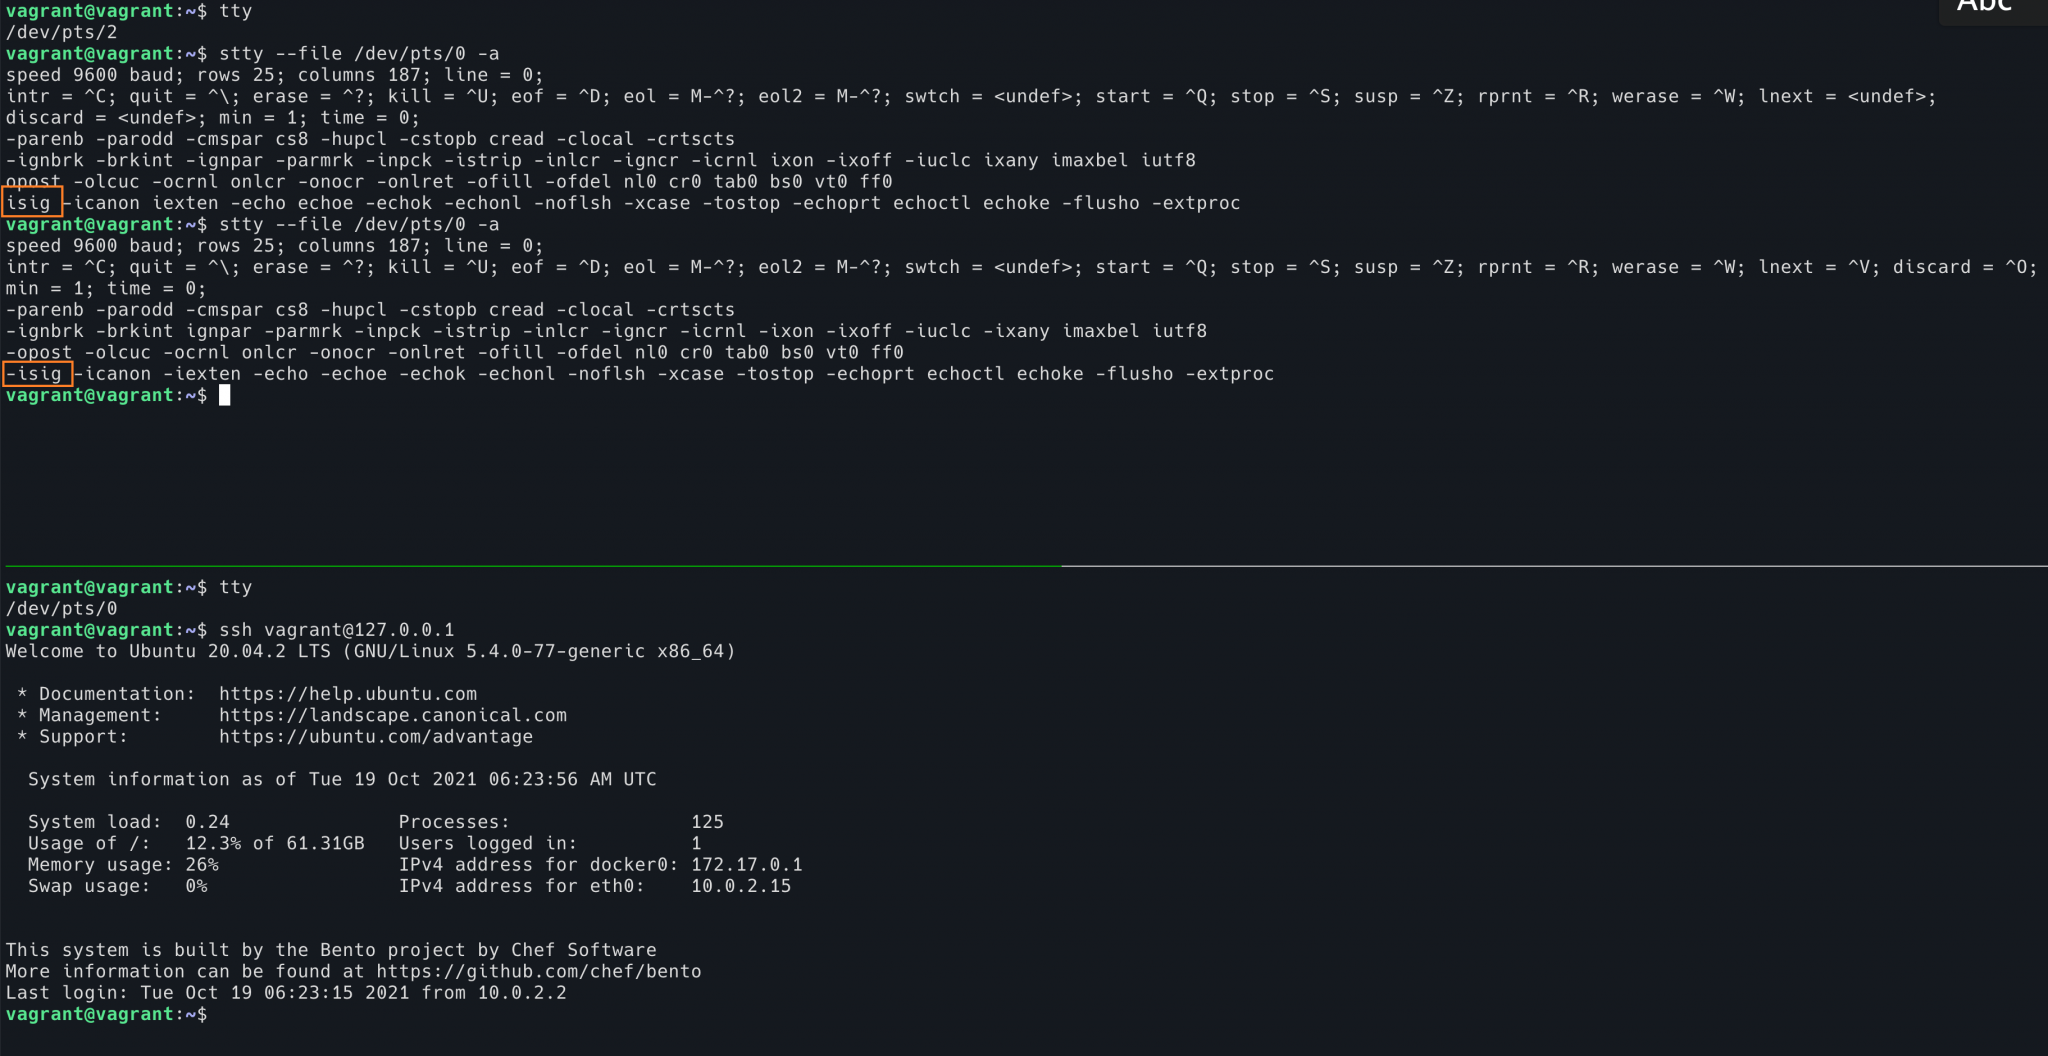 vagrant@vagrant:~$ tty
Abc
/dev/pts/2
vagrant@vagrant:~$ stty --file /dev/pts/0 -a
speed 9600 baud; rows 25; columns 187; line = 0;
intr = ^C; quit = ^\; erase = ^?; kill = ^U; eof = ^D; eol = M-^?; eol2 = M-^?; swtch = <undef>; start = ^Q; stop = ^S; susp = ^Z; rprnt = ^R; werase = ^W; lnext = <undef>;
discard = <undef>; min = 1; time = 0;
-parenb -parodd -cmspar cs8 -hupcl -cstopb cread -clocal -crtscts
-ignbrk -brkint -ignpar -parmrk -inpck -istrip -inlcr -igncr -icrnl ixon -ixoff -iuclc ixany imaxbel iutf8
opost -olcuc -ocrnl onlcr -onocr -onlret -ofill -ofdel nl0 cr0 tab0 bs0 vt0 ff0
isig -icanon iexten -echo echoe -echok -echonl -noflsh -xcase -tostop -echoprt echoctl echoke -flusho -extproc
vagrant@vagrant:~$ stty --file /dev/pts/0 -a
speed 9600 baud; rows 25; columns 187; line = 0;
intr = ^C; quit = ^\; erase = ^?; kill = ^U; eof = ^D; eol = M-^?; eol2 = M-^?; swtch = <undef>; start = ^Q; stop = ^S; susp = ^Z; rprnt = ^R; werase = ^W; lnext = ^V; discard = ^O;
min = 1; time = 0;
-parenb -parodd -cmspar cs8 -hupcl -cstopb cread -clocal -crtscts
-ignbrk -brkint ignpar -parmrk -inpck -istrip -inlcr -igncr -icrnl -ixon -ixoff -iuclc -ixany imaxbel iutf8
-opost -olcuc -ocrnl onlcr -onocr -onlret -ofill -ofdel nl0 cr0 tab0 bs0 vt0 ff0
-isig -icanon -iexten -echo -echoe -echok -echonl -noflsh -xcase -tostop -echoprt echoctl echoke -flusho -extproc
vagrant@vagrant:~$
vagrant@vagrant:~$ tty
/dev/pts/0
vagrant@vagrant:~$ ssh vagrant@127.0.0.1
Welcome to Ubuntu 20.04.2 LTS (GNU/Linux 5.4.0-77-generic x86_64)
* Documentation: https://help.ubuntu.com
* Management: https://landscape.canonical.com
* Support: https://ubuntu.com/advantage
System information as of Tue 19 Oct 2021 06:23:56 AM UTC
System load: 0.24 Processes: 125
Usage of /: 12.3% of 61.31GB Users logged in: 1
Memory usage: 26% IPv4 address for docker0: 172.17.0.1
Swap usage: 0% IPv4 address for eth0: 10.0.2.15
This system is built by the Bento project by Chef Software
More information can be found at https://github.com/chef/bento
Last login: Tue Oct 19 06:23:15 2021 from 10.0.2.2
vagrant@vagrant:~$